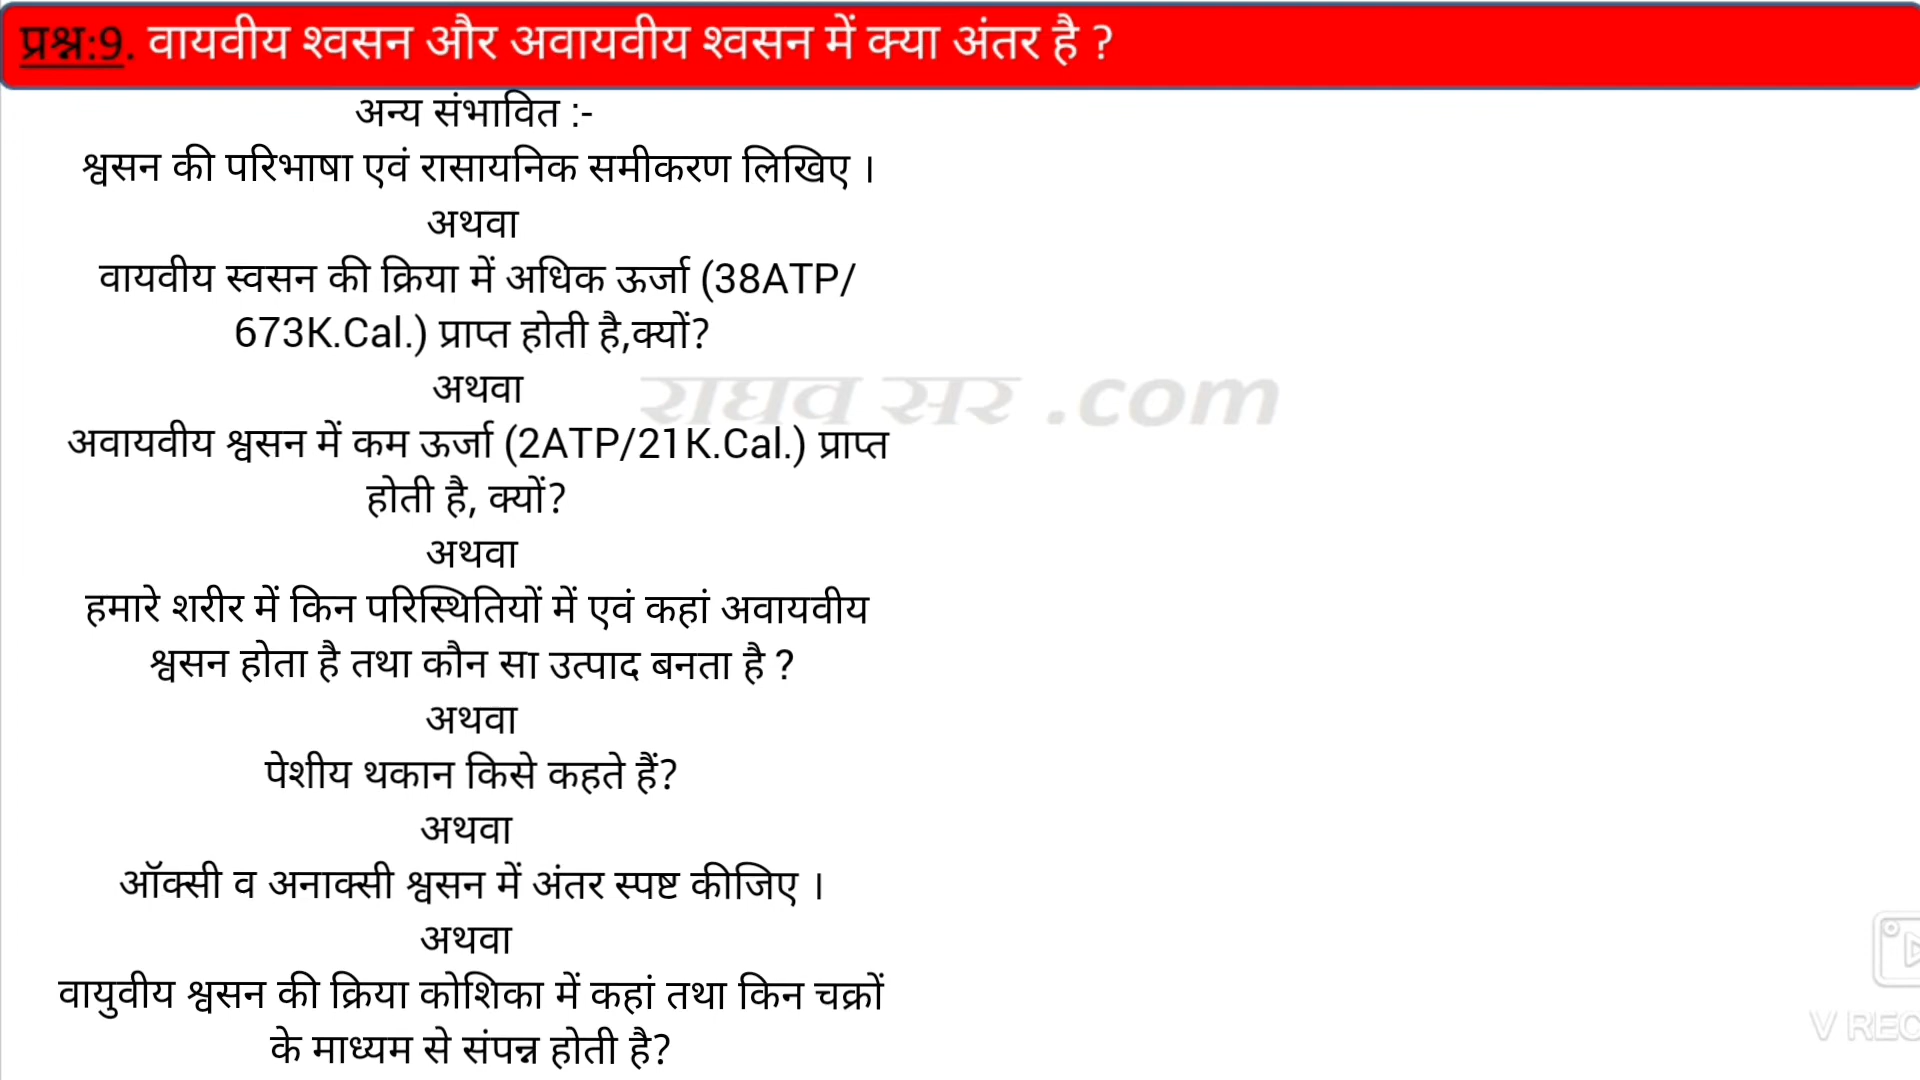 प्रश्न:9. वायवीय श्वसन और अवायवीय श्वसन में क्या अंतर है ?
अन्य संभावित :-
श्वसन की परिभाषा एवं रासायनिक समीकरण लिखिए ।
अथवा
वायवीय स्वसन की क्रिया में अधिक ऊर्जा (38ATP/
673K.Cal.) प्राप्त होती है,क्यों?
अथवा
राघव सर .com
अवायवीय श्वसन में कम ऊर्जा (2ATP/21K.Cal.) प्राप्त
होती है, क्यों?
अथवा
हमारे शरीर में किन परिस्थितियों में एवं कहां अवायवीय
श्वसन होता है तथा कौन सा उत्पाद बनता है ?
अथवा
पेशीय थकान किसे कहते हैं?
अथवा
ऑक्सी व अनाक्सी श्वसन में अंतर स्पष्ट कीजिए ।
अथवा
वायुवीय श्वसन की क्रिया कोशिका में कहां तथा किन चक्रों
के माध्यम से संपन्न होती है?
V REC